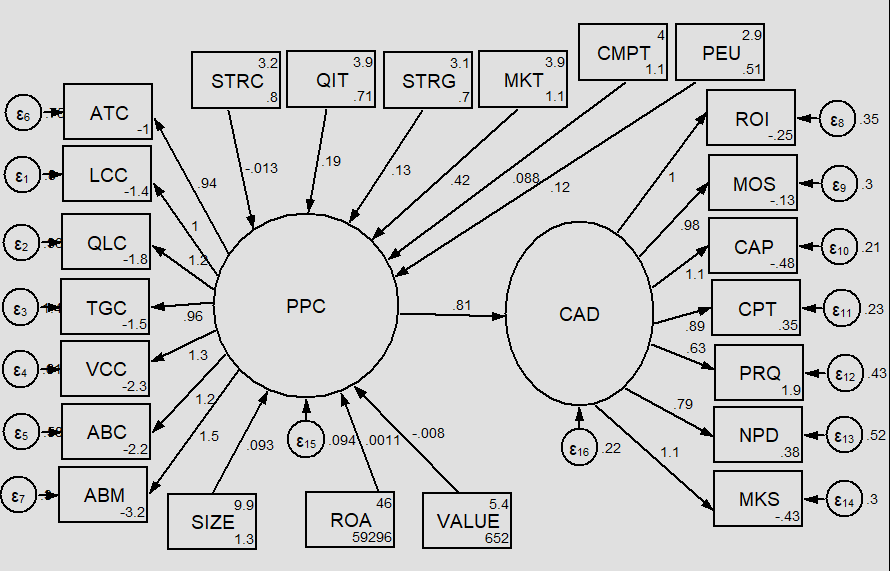 3.2
STRC
.8
3.9
QIT
.71
3.1
STRG
.7
3.9
MKT
1.1
4
CMPT
1.1
2.9
PEU
.51
ε6
ATC
-1
ε1
LCC
-1.4
ε2
QLC
-1.8
ε3
TGC
-1.5
ε4
VCC
-2.3
ε5
ABC
-2.2
ε7
ABM
-3.2
.94
1
1.2
.96
1.3
1.2
1.5
-.013
.19
.13
.42
.088
.12
PPC
.81
CAD
ε15
.094
ε16
.22
.093
.0011
-.008
9.9
SIZE
1.3
46
ROA
59296
5.4
VALUE
652
1
.98
1.1
.89
.63
.79
1.1
ROI
-.25
ε8
.35
MOS
-.13
ε9
.3
CAP
-.48
ε10
.21
CPT
.35
ε11
.23
PRQ
1.9
ε12
.43
NPD
.38
ε13
.52
MKS
-.43
ε14
.3